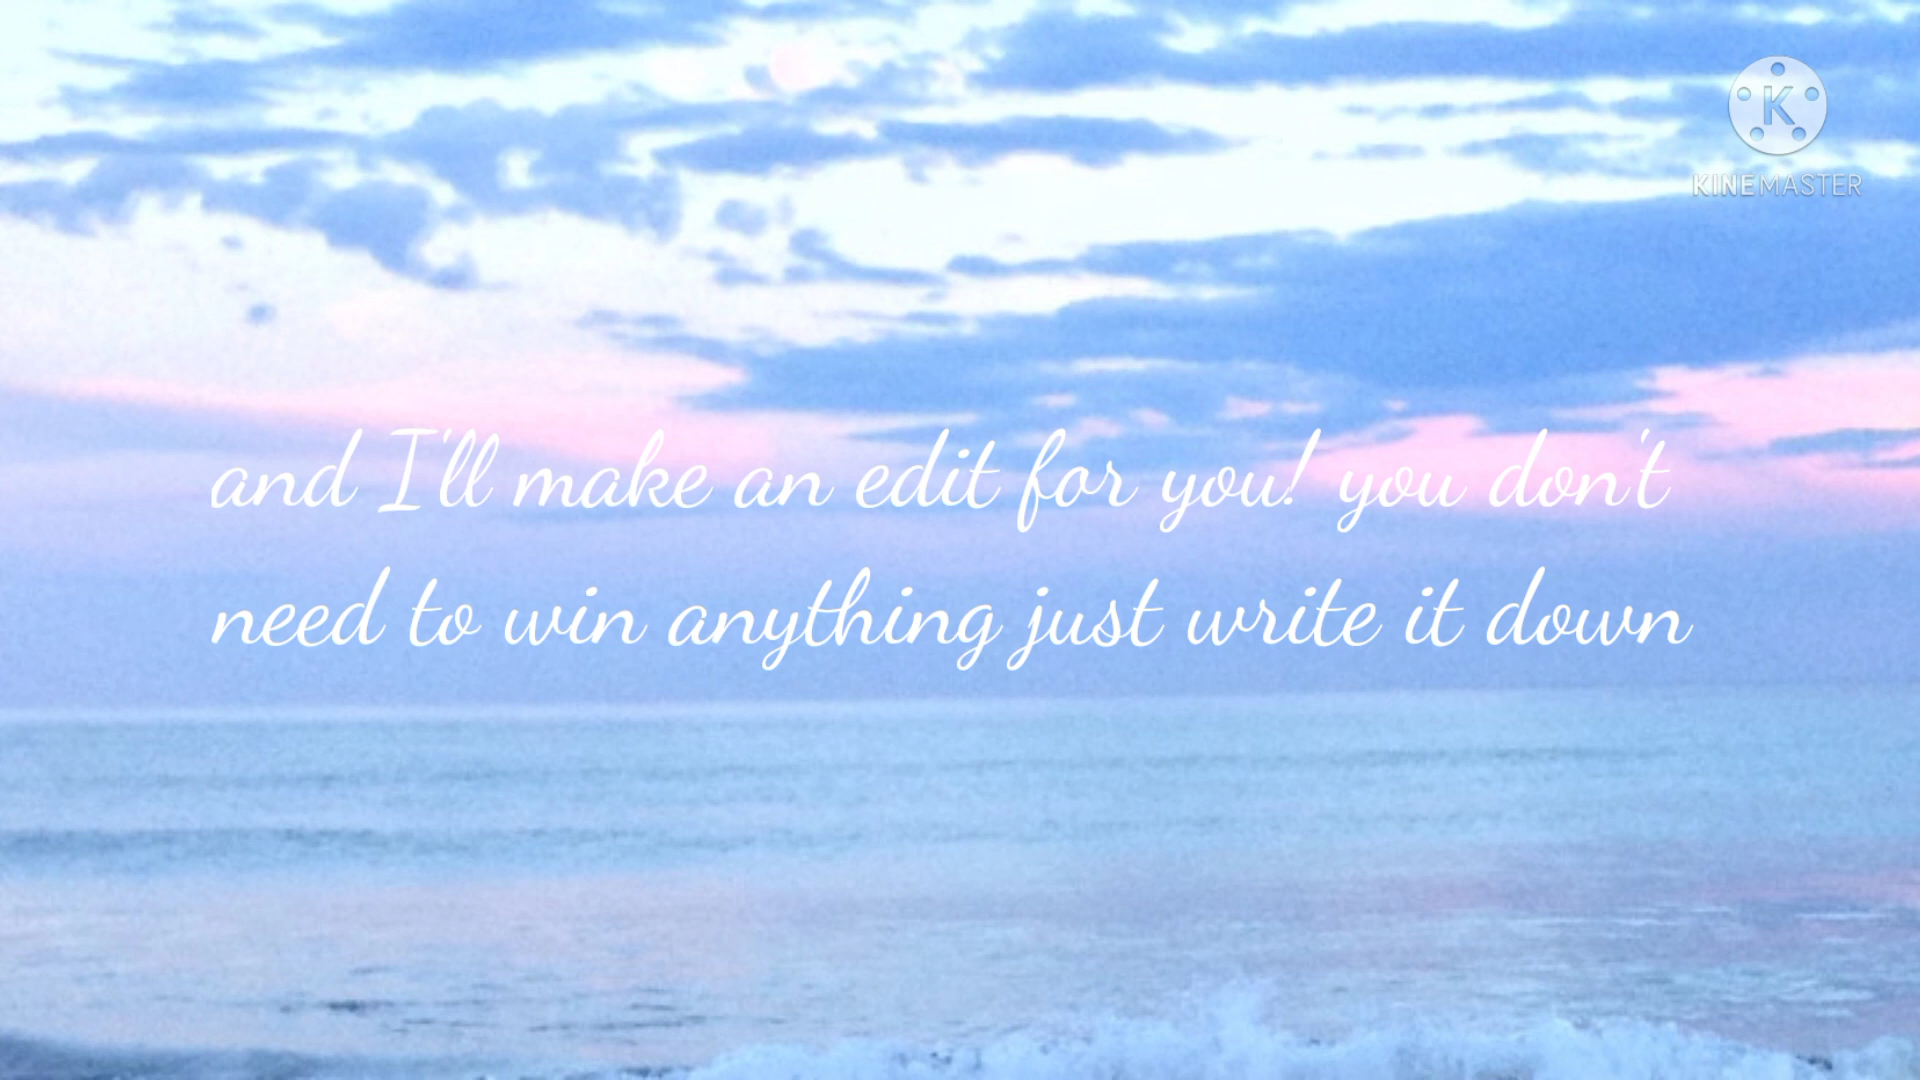 K
KINEMASTER
and I'll make an edit for you! you don't
need to win anything just write it down